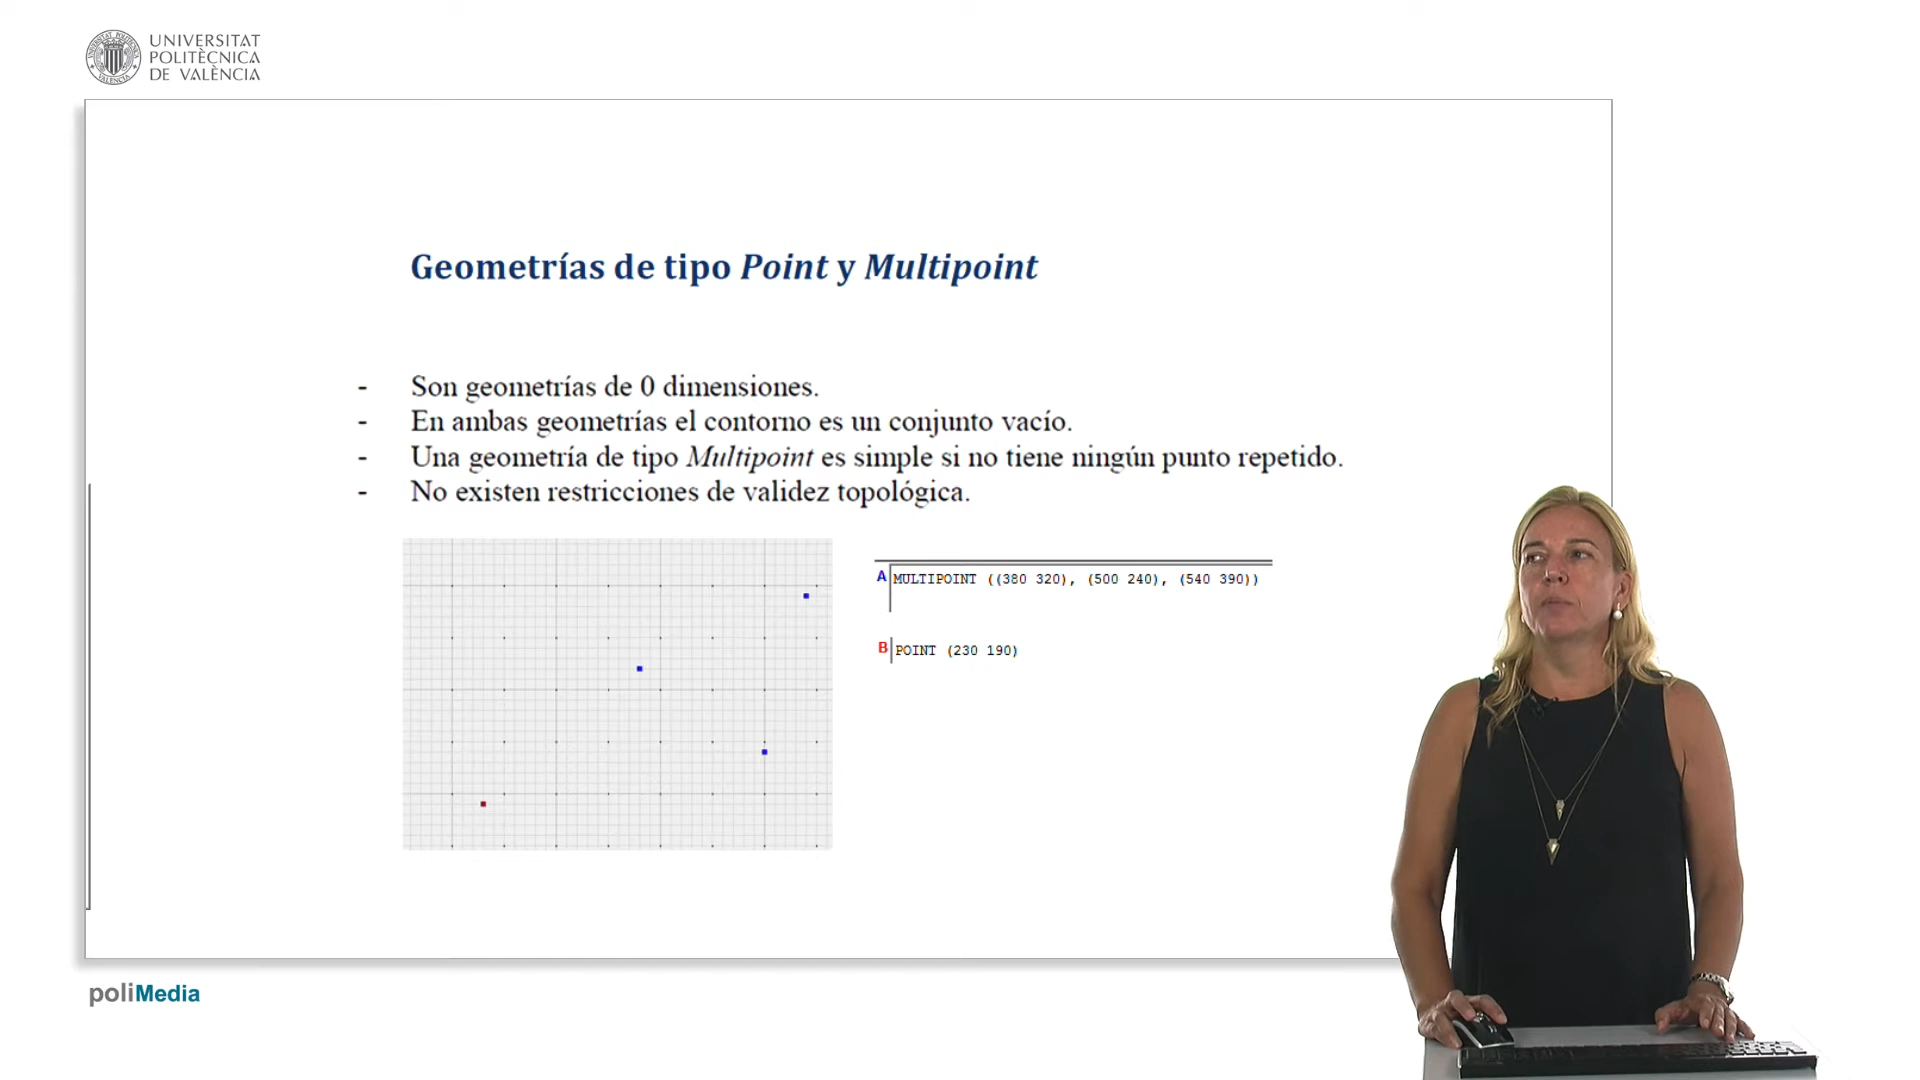 UNIVERSITAT
POLITÈCNICA
DE VALÈNCIA
Geometrías de tipo Point y Multipoint
- Son geometrías de 0 dimensiones.
- En ambas geometrías el contorno es un conjunto vacío.
- Una geometría de tipo Multipoint es simple si no tiene ningún punto repetido.
- No existen restricciones de validez topológica.
A MULTIPOINT ((380 320), (500 240), (540 390))
B POINT (230 190)
poliMedia